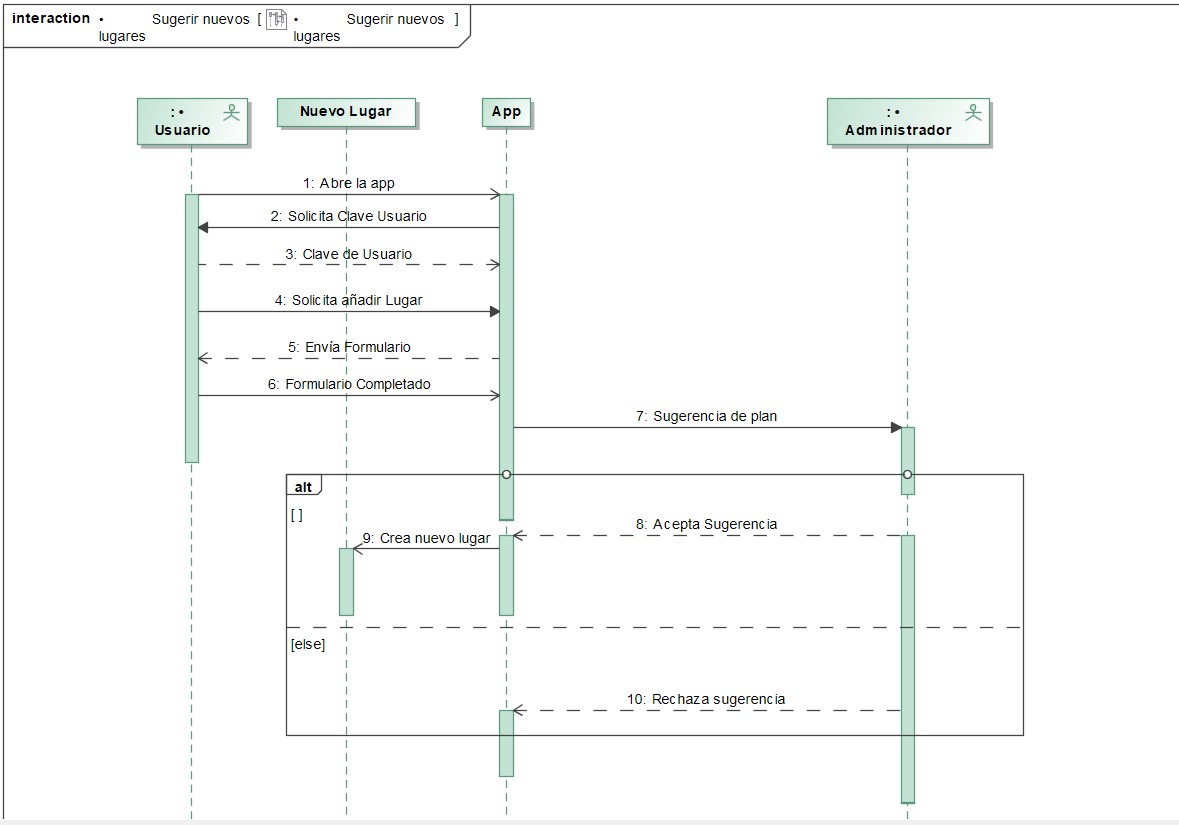 interaction • Sugerir nuevos [ • Sugerir nuevos ]
lugares lugares
: •
Usuario
Nuevo Lugar
App
: •
Administrador
1: Abre la app
2: Solicita Clave Usuario
3: Clave de Usuario
4: Solicita añadir Lugar
5: Envía Formulario
6: Formulario Completado
7: Sugerencia de plan
alt
[ ]
8: Acepta Sugerencia
9: Crea nuevo lugar
[else]
10: Rechaza sugerencia